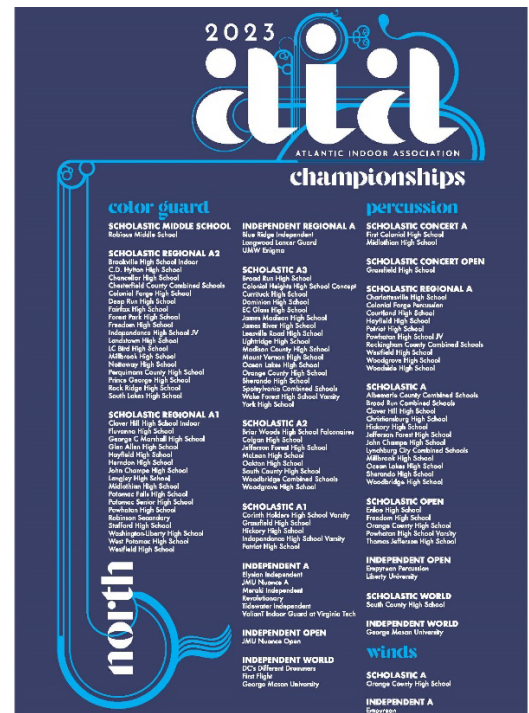 2023
aia
ATLANTIC INDOOR ASSOCIATION
championships
color guard
SCHOLASTIC MIDDLE SCHOOL
Robious Middle School
SCHOLASTIC REGIONAL A2
Brookville High School Indoor
C.D. Hylton High School
Chancellor High School
Chesterfield County Combined Schools
Colonial Forge High School
Deep Run High School
Fairfax High School
Forest Park High School
Freedom High School
Independence High School JV
Landstown High School
LC Bird High School
Millbrook High School
Nottoway High School
Perquimans County High School
Prince George High School
Rock Ridge High School
South Lakes High School
SCHOLASTIC REGIONAL A1
Clover Hill High School Indoor
Fluvanna High School
George C Marshall High School
Glen Allen High School
Hayfield High School
Herndon High School
John Champe High School
Langley High School
Midlothian High School
Potomac Falls High School
Potomac Senior High School
Powhatan High School
Robinson Secondary
Stafford High School
Washington-Liberty High School
West Potomac High School
Westfield High School
INDEPENDENT REGIONAL A
Blue Ridge Independent
Longwood Lancer Guard
UMW Enigma
SCHOLASTIC A3
Broad Run High School
Colonial Heights High School Concept
Currituck High School
Dominion High School
EC Glass High School
James Madison High School
James River High School
Leesville Road High School
Lightridge High School
Madison County High School
Mount Vernon High School
Ocean Lakes High School
Orange County High School
Sherando High School
Spotsylvania Combined Schools
Wake Forest High School Varsity
York High School
SCHOLASTIC A2
Briar Woods High School Falconaires
Colgan High School
Jefferson Forest High School
McLean High School
Oakton High School
South County High School
Woodbridge Combined Schools
Woodgrove High School
SCHOLASTIC A1
Corinth Holders High School Varsity
Grassfield High School
Hickory High School
Independence High School Varsity
Patriot High School
INDEPENDENT A
Elysian Independent
JMU Nuance A
Meraki Independent
Revolutionary
Tidewater Independent
ValianT Indoor Guard at Virginia Tech
INDEPENDENT OPEN
JMU Nuance Open
INDEPENDENT WORLD
DC's Different Drummers
First Flight
George Mason University
percussion
SCHOLASTIC CONCERT A
First Colonial High School
Midlothian High School
SCHOLASTIC CONCERT OPEN
Grassfield High School
SCHOLASTIC REGIONAL A
Charlottesville High School
Colonial Forge Percussion
Courtland High School
Hayfield High School
Patriot High School
Powhatan High School JV
Rockingham County Combined Schools
Westfield High School
Woodgrove High School
Woodside High School
SCHOLASTIC A
Albemarle County Combined Schools
Broad Run Combined Schools
Clover Hill High School
Christiansburg High School
Hickory High School
Jefferson Forest High School
John Champe High School
Lynchburg City Combined Schools
Millbrook High School
Ocean Lakes High School
Sherando High School
Woodbridge High School
SCHOLASTIC OPEN
Enloe High School
Freedom High School
Orange County High School
Powhatan High School Varsity
Thomas Jefferson High School
INDEPENDENT OPEN
Empyrean Percussion
Liberty University
SCHOLASTIC WORLD
South County High School
INDEPENDENT WORLD
George Mason University
winds
SCHOLASTIC A
Orange County High School
INDEPENDENT A
Empyrean
north